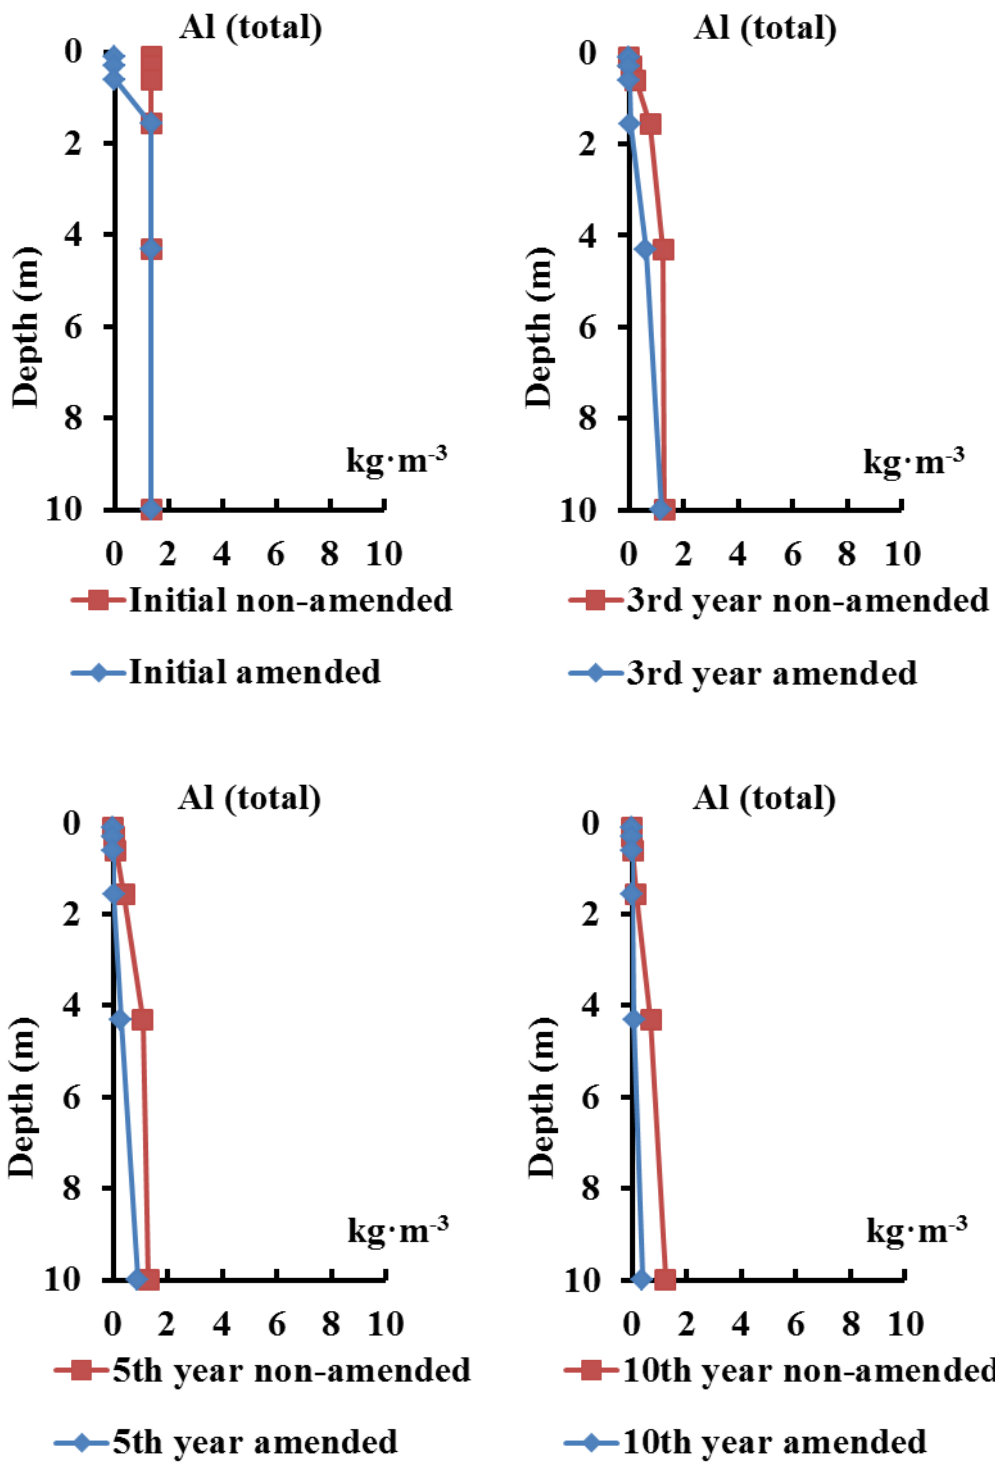 Al (total)
0
2
4
6
8
10
Depth (m)
kg·m-3
0 2 4 6 8 10
Initial non-amended
Initial amended
Al (total)
0
2
4
6
8
10
Depth (m)
kg·m-3
0 2 4 6 8 10
3rd year non-amended
3rd year amended
Al (total)
0
2
4
6
8
10
Depth (m)
kg·m-3
0 2 4 6 8 10
5th year non-amended
5th year amended
Al (total)
0
2
4
6
8
10
Depth (m)
kg·m-3
0 2 4 6 8 10
10th year non-amended
10th year amended